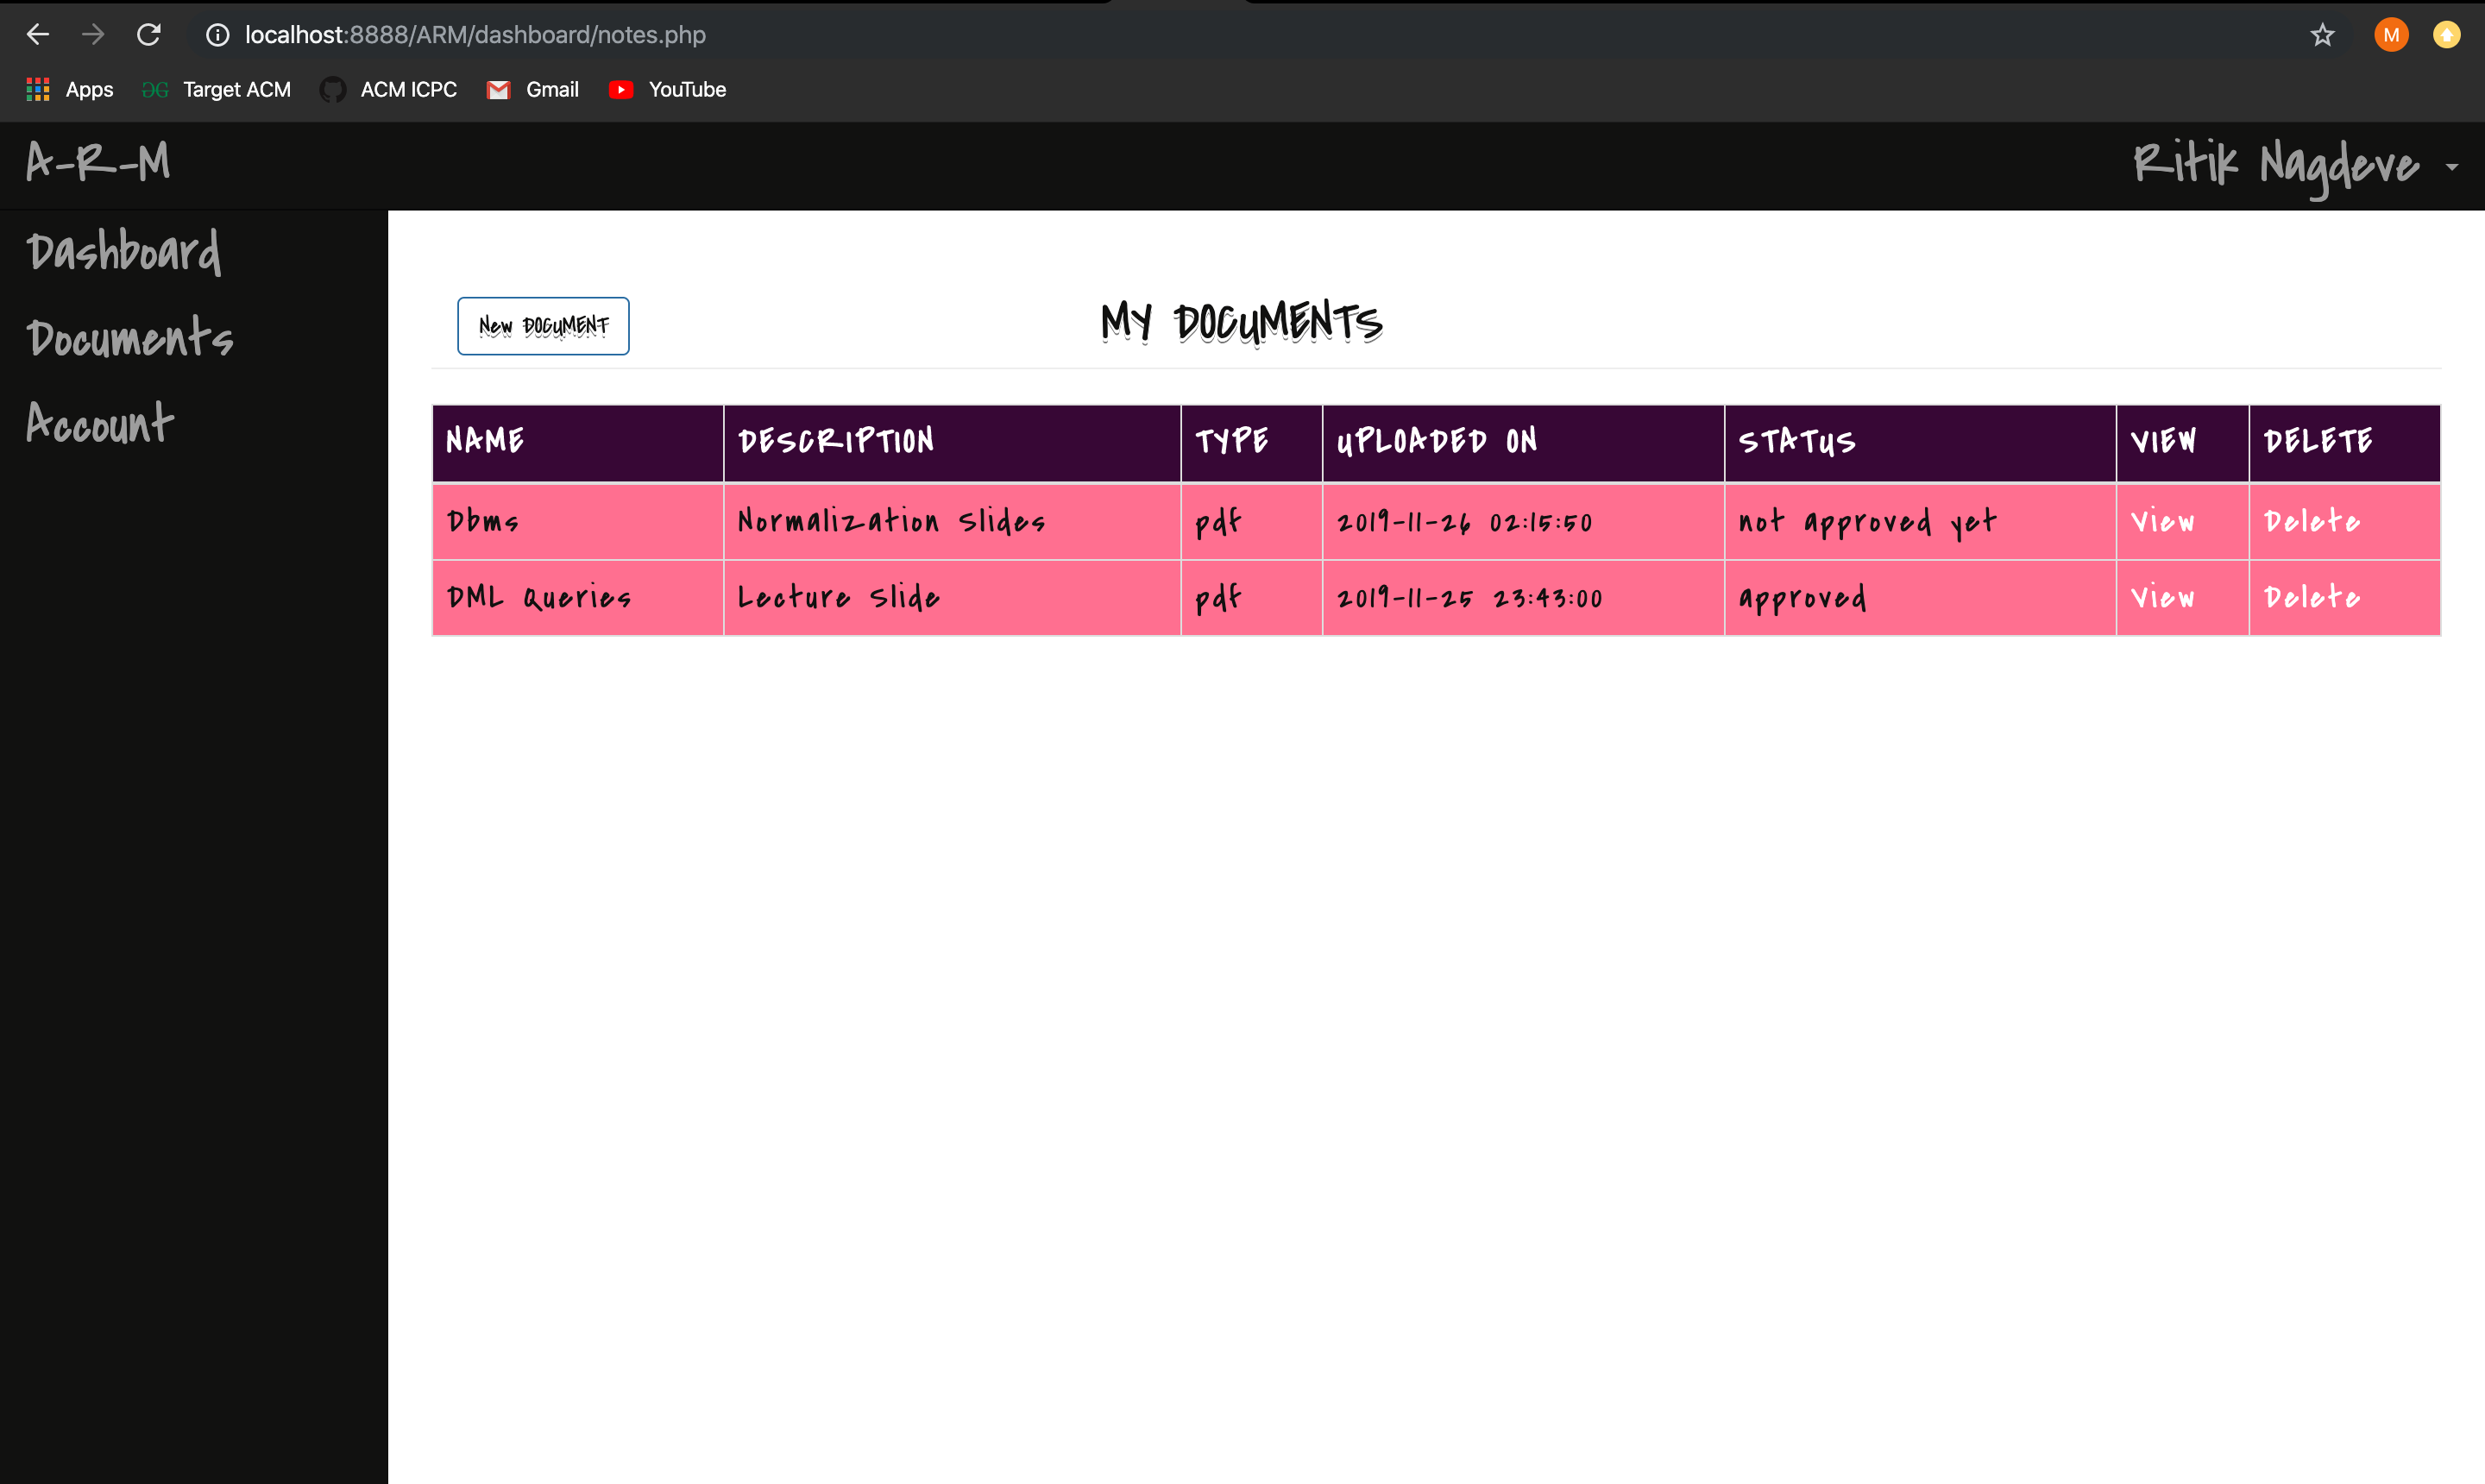 localhost:8888/ARM/dashboard/notes.php M
Apps Target ACM ACM ICPC Gmail YouTube
A-R-M Ritik Nagdeve
Dashboard
Documents
Account
New DOCUMENT MY DOCUMENTS
NAME DESCRIPTION TYPE UPLOADED ON STATUS VIEW DELETE
Dbms Normalization Slides pdf 2019-11-26 02:15:50 not approved yet View Delete
DML Queries Lecture Slide pdf 2019-11-25 23:43:00 approved View Delete